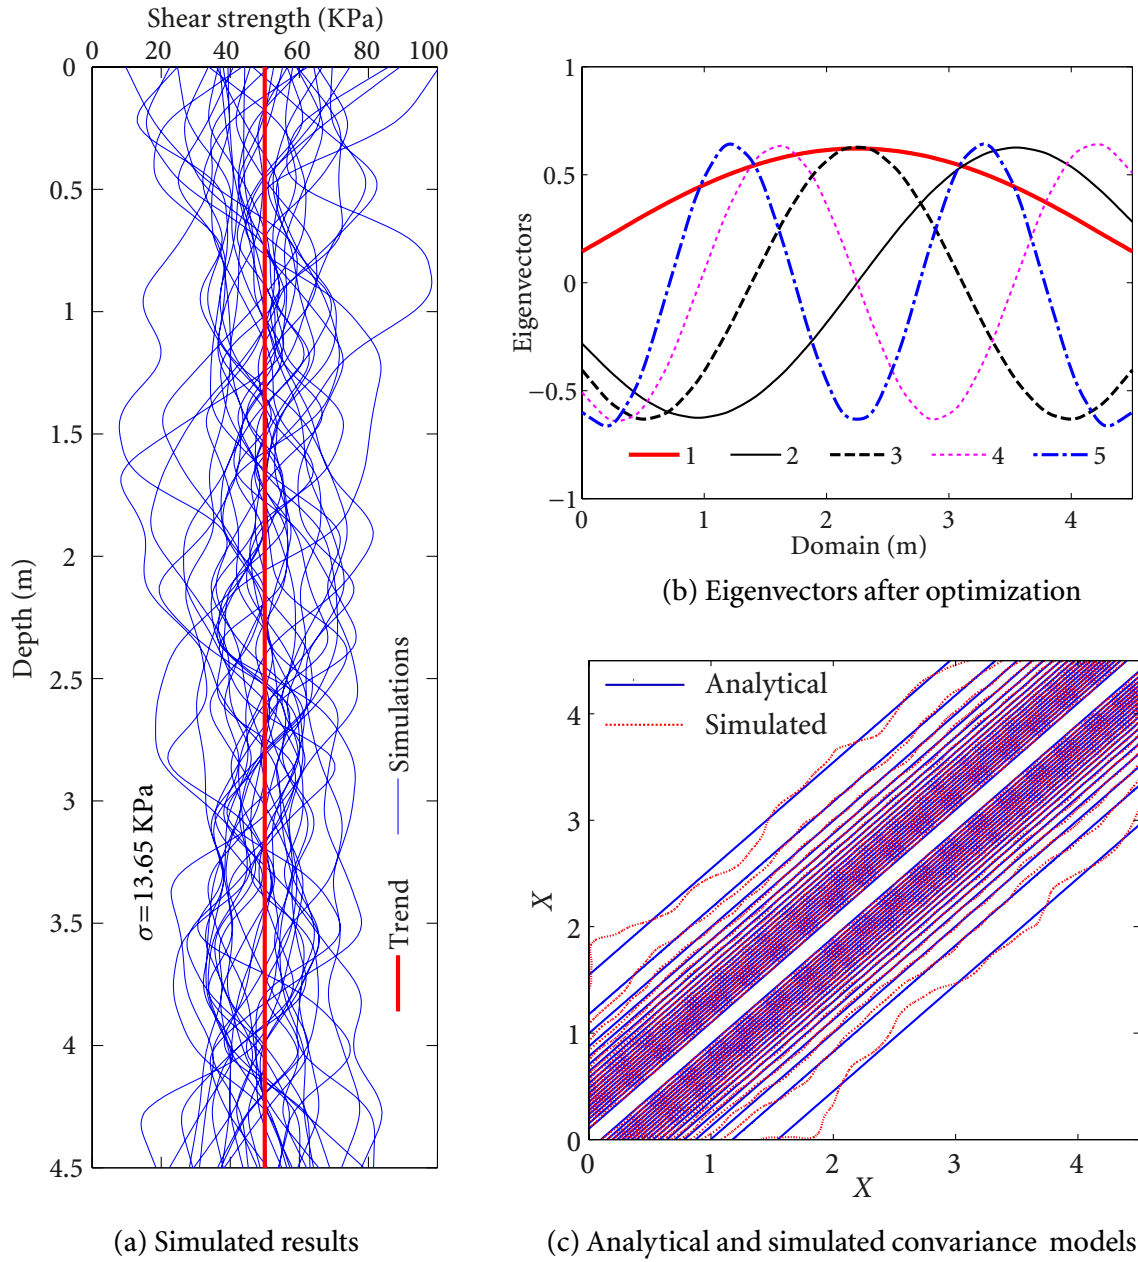 Shear strength (KPa)
0 20 40 60 80 100
0
0.5
1
1.5
2
2.5
3
3.5
4
4.5
Depth (m)
σ=13.65 KPa
Trend
Simulations
(a) Simulated results
1
0.5
0
−0.5
−1
Eigenvectors
1 2 3 4 5
0 1 2 3 4
Domain (m)
(b) Eigenvectors after optimization
Analytical
Simulated
4
3
2
1
0
X
0 1 2 3 4
X
(c) Analytical and simulated convariance models